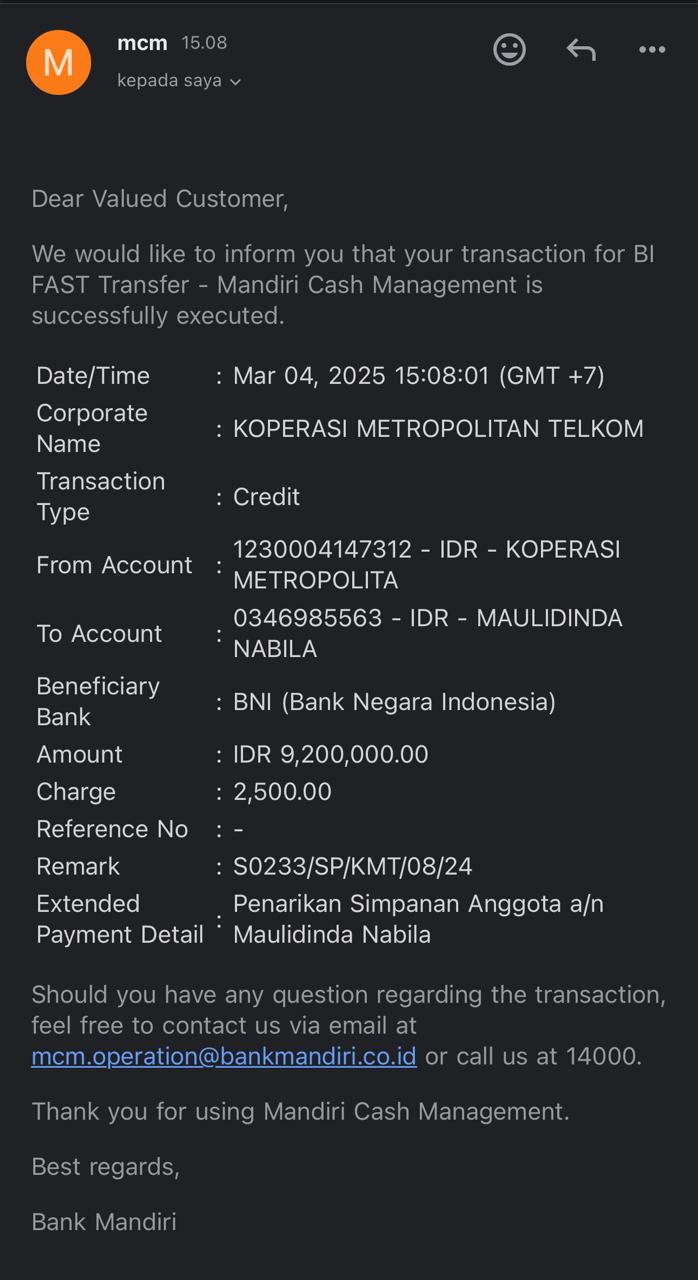 M
mcm 15.08
kepada saya
Dear Valued Customer,
We would like to inform you that your transaction for BI
FAST Transfer - Mandiri Cash Management is
successfully executed.
Date/Time : Mar 04, 2025 15:08:01 (GMT +7)
Corporate
Name : KOPERASI METROPOLITAN TELKOM
Transaction
Type : Credit
From Account : 1230004147312 - IDR - KOPERASI
METROPOLITA
To Account : 0346985563 - IDR - MAULIDINDA
NABILA
Beneficiary
Bank : BNI (Bank Negara Indonesia)
Amount : IDR 9,200,000.00
Charge : 2,500.00
Reference No : -
Remark : S0233/SP/KMT/08/24
Extended
Payment Detail : Penarikan Simpanan Anggota a/n
Maulidinda Nabila
Should you have any question regarding the transaction,
feel free to contact us via email at
mcm.operation@bankmandiri.co.id or call us at 14000.
Thank you for using Mandiri Cash Management.
Best regards,
Bank Mandiri